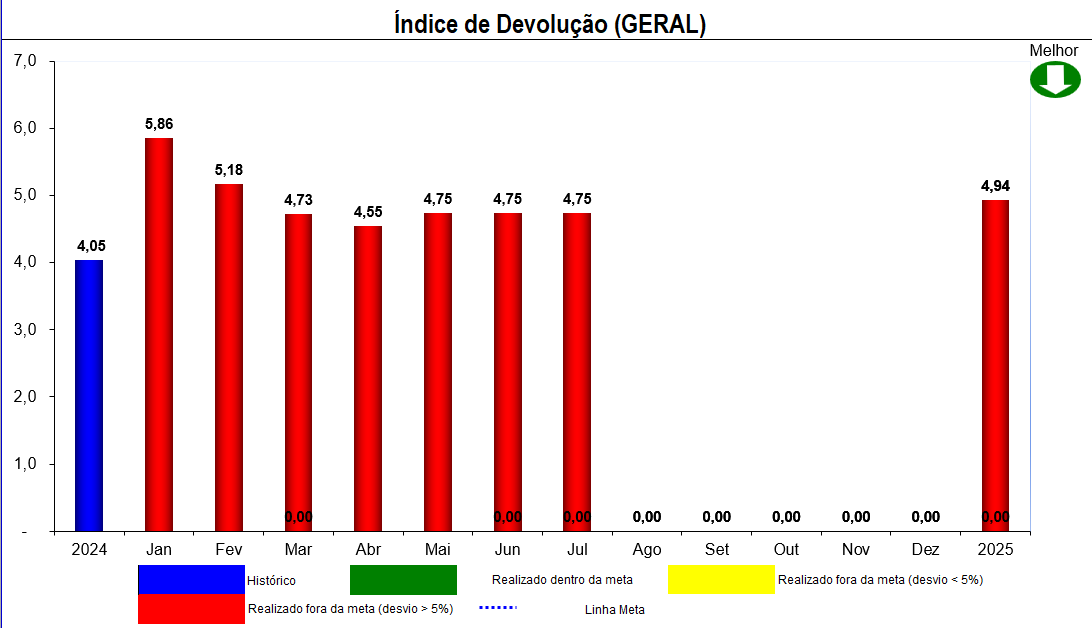 Índice de Devolução (GERAL)
Melhor
7,0
6,0
5,0
4,0
3,0
2,0
1,0
-
4,05
5,86
5,18
4,73
4,55
4,75
4,75
4,75
4,94
0,00 0,00 0,00 0,00 0,00 0,00 0,00 0,00 0,00
2024 Jan Fev Mar Abr Mai Jun Jul Ago Set Out Nov Dez 2025
Histórico Realizado dentro da meta Realizado fora da meta (desvio < 5%)
Realizado fora da meta (desvio > 5%) Linha Meta